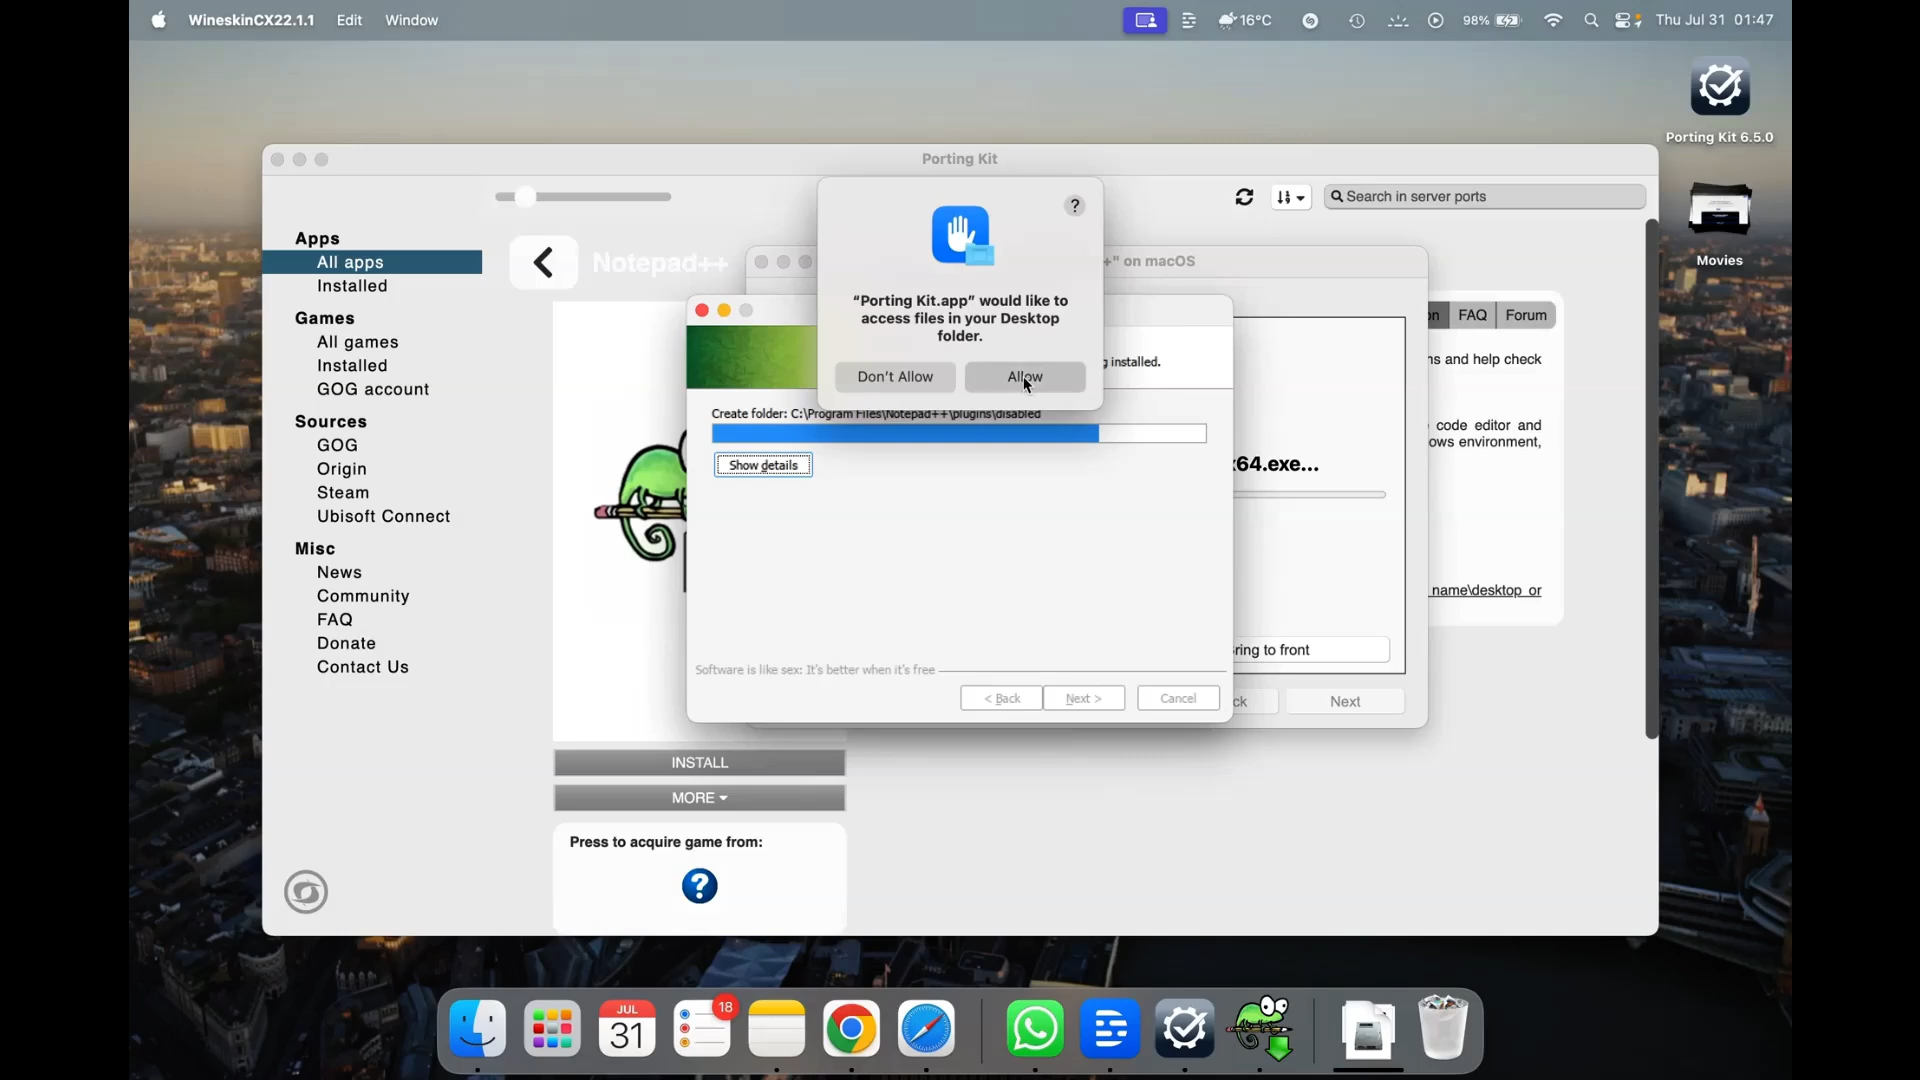 WineskinCX22.1.1 Edit Window
16°C 98% Thu Jul 31 01:47
Porting Kit 6.5.0
Movies
Porting Kit
Search in server ports
Apps
All apps
Installed
Games
All games
Installed
GOG account
Sources
GOG
Origin
Steam
Ubisoft Connect
Misc
News
Community
FAQ
Donate
Contact Us
Notepad++
+" on macOS
?
“Porting Kit.app” would like to
access files in your Desktop
folder.
Don't Allow
Allow
g installed.
Create folder: C:\Program Files\Notepad++\plugins\disabled
Show details
Software is like sex: It's better when it's free
< Back
Next >
Cancel
x64.exe...
ring to front
ck
Next
on FAQ Forum
ns and help check
code editor and
ows environment,
name\desktop or
INSTALL
MORE
Press to acquire game from:
?
JUL
31
18